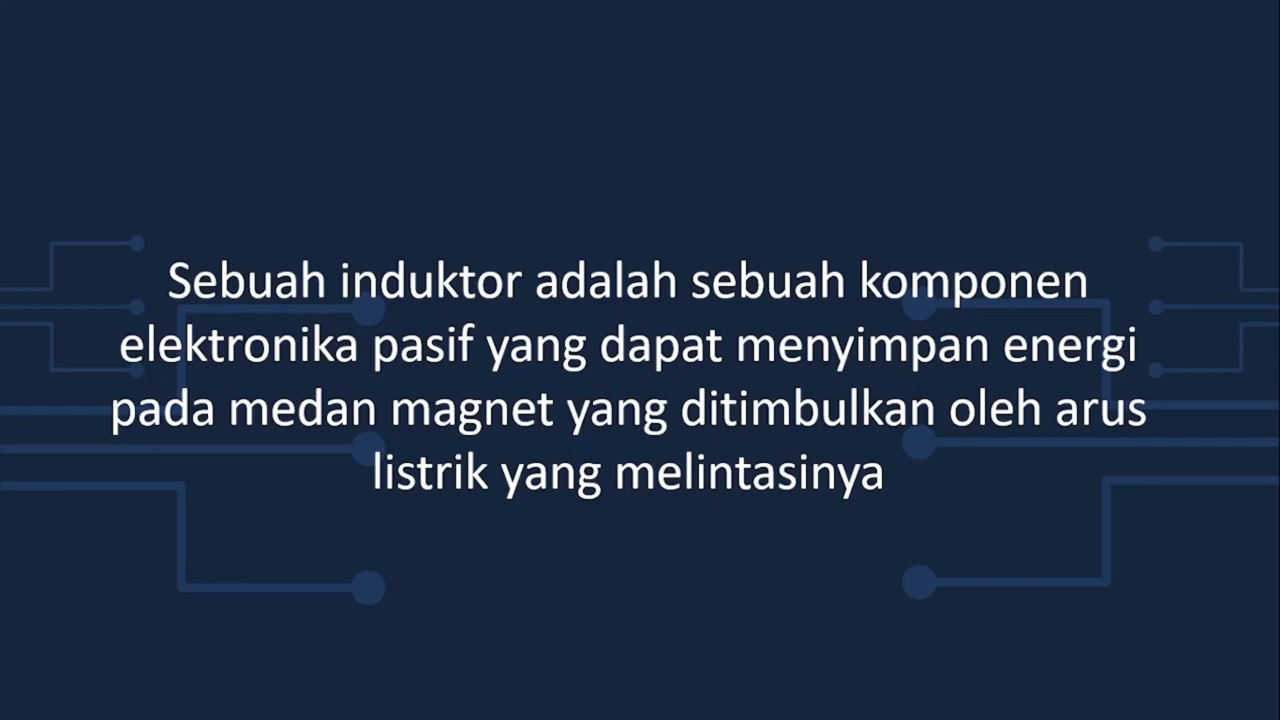 Sebuah induktor adalah sebuah komponen
elektronika pasif yang dapat menyimpan energi
pada medan magnet yang ditimbulkan oleh arus
listrik yang melintasinya